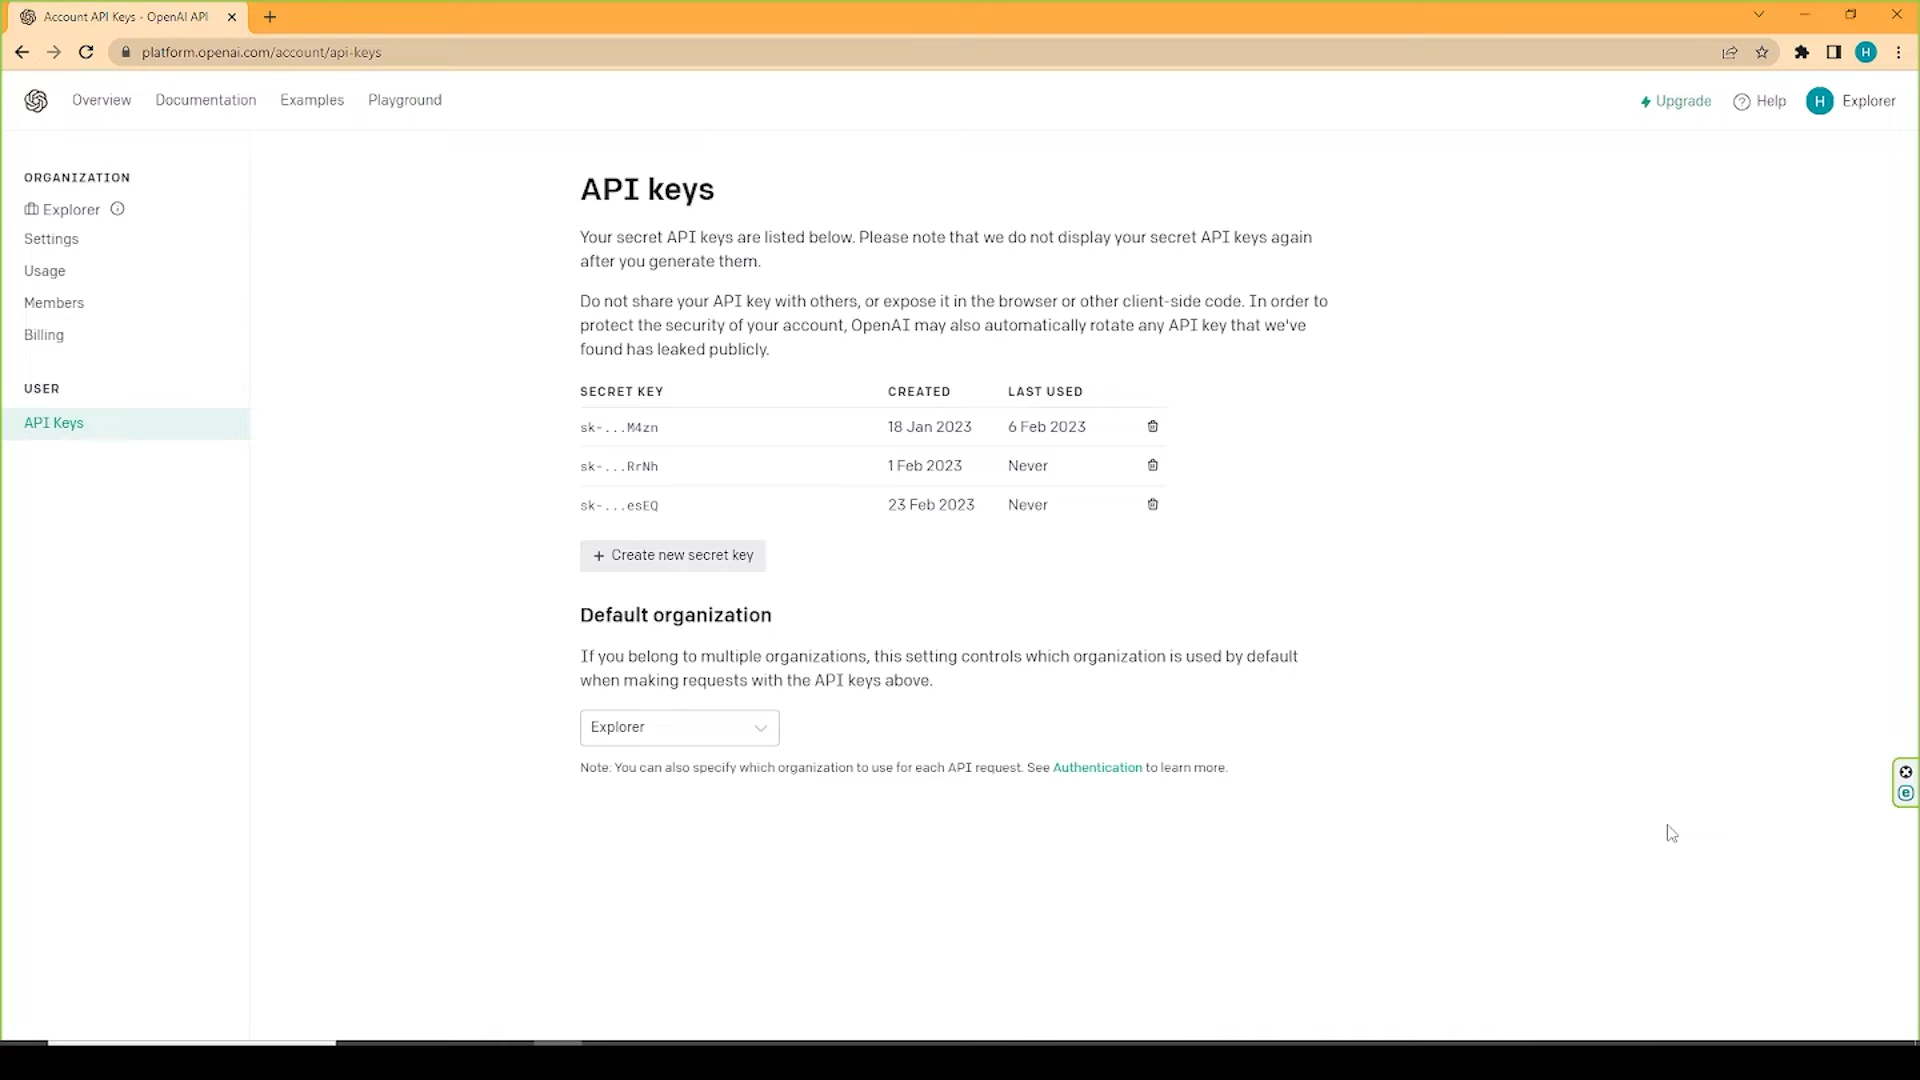 Account API Keys - OpenAI API
platform.openai.com/account/api-keys
H
Overview Documentation Examples Playground
Upgrade Help H Explorer
ORGANIZATION
Explorer
Settings
Usage
Members
Billing
USER
API Keys
API keys
Your secret API keys are listed below. Please note that we do not display your secret API keys again
after you generate them.
Do not share your API key with others, or expose it in the browser or other client-side code. In order to
protect the security of your account, OpenAI may also automatically rotate any API key that we've
found has leaked publicly.
SECRET KEY CREATED LAST USED
sk-...M4zn 18 Jan 2023 6 Feb 2023
sk-...RrNh 1 Feb 2023 Never
sk-...esEQ 23 Feb 2023 Never
+ Create new secret key
Default organization
If you belong to multiple organizations, this setting controls which organization is used by default
when making requests with the API keys above.
Explorer
Note: You can also specify which organization to use for each API request. See Authentication to learn more.